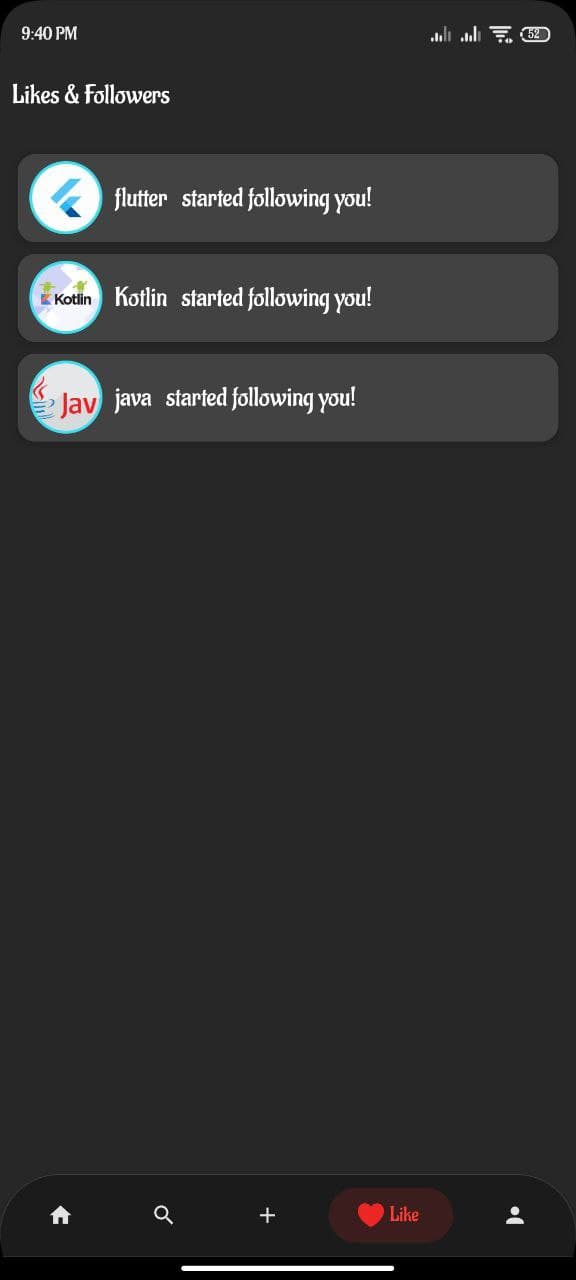 9:40 PM
52
Likes & Followers
flutter started following you!
Kotlin
Kotlin started following you!
Jav
java started following you!
Like